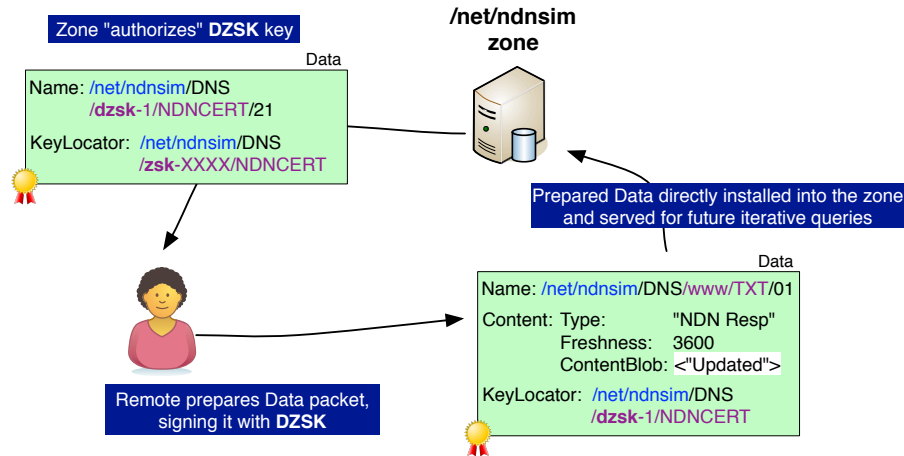 Zone "authorizes" DZSK key
/net/ndnsim
zone
Data
Name: /net/ndnsim/DNS
/dzsk-1/NDNCERT/21
KeyLocator: /net/ndnsim/DNS
/zsk-XXXX/NDNCERT
Prepared Data directly installed into the zone
and served for future iterative queries
Data
Name: /net/ndnsim/DNS/www/TXT/01
Content: Type: "NDN Resp"
Freshness: 3600
ContentBlob: <"Updated">
KeyLocator: /net/ndnsim/DNS
/dzsk-1/NDNCERT
Remote prepares Data packet,
signing it with DZSK